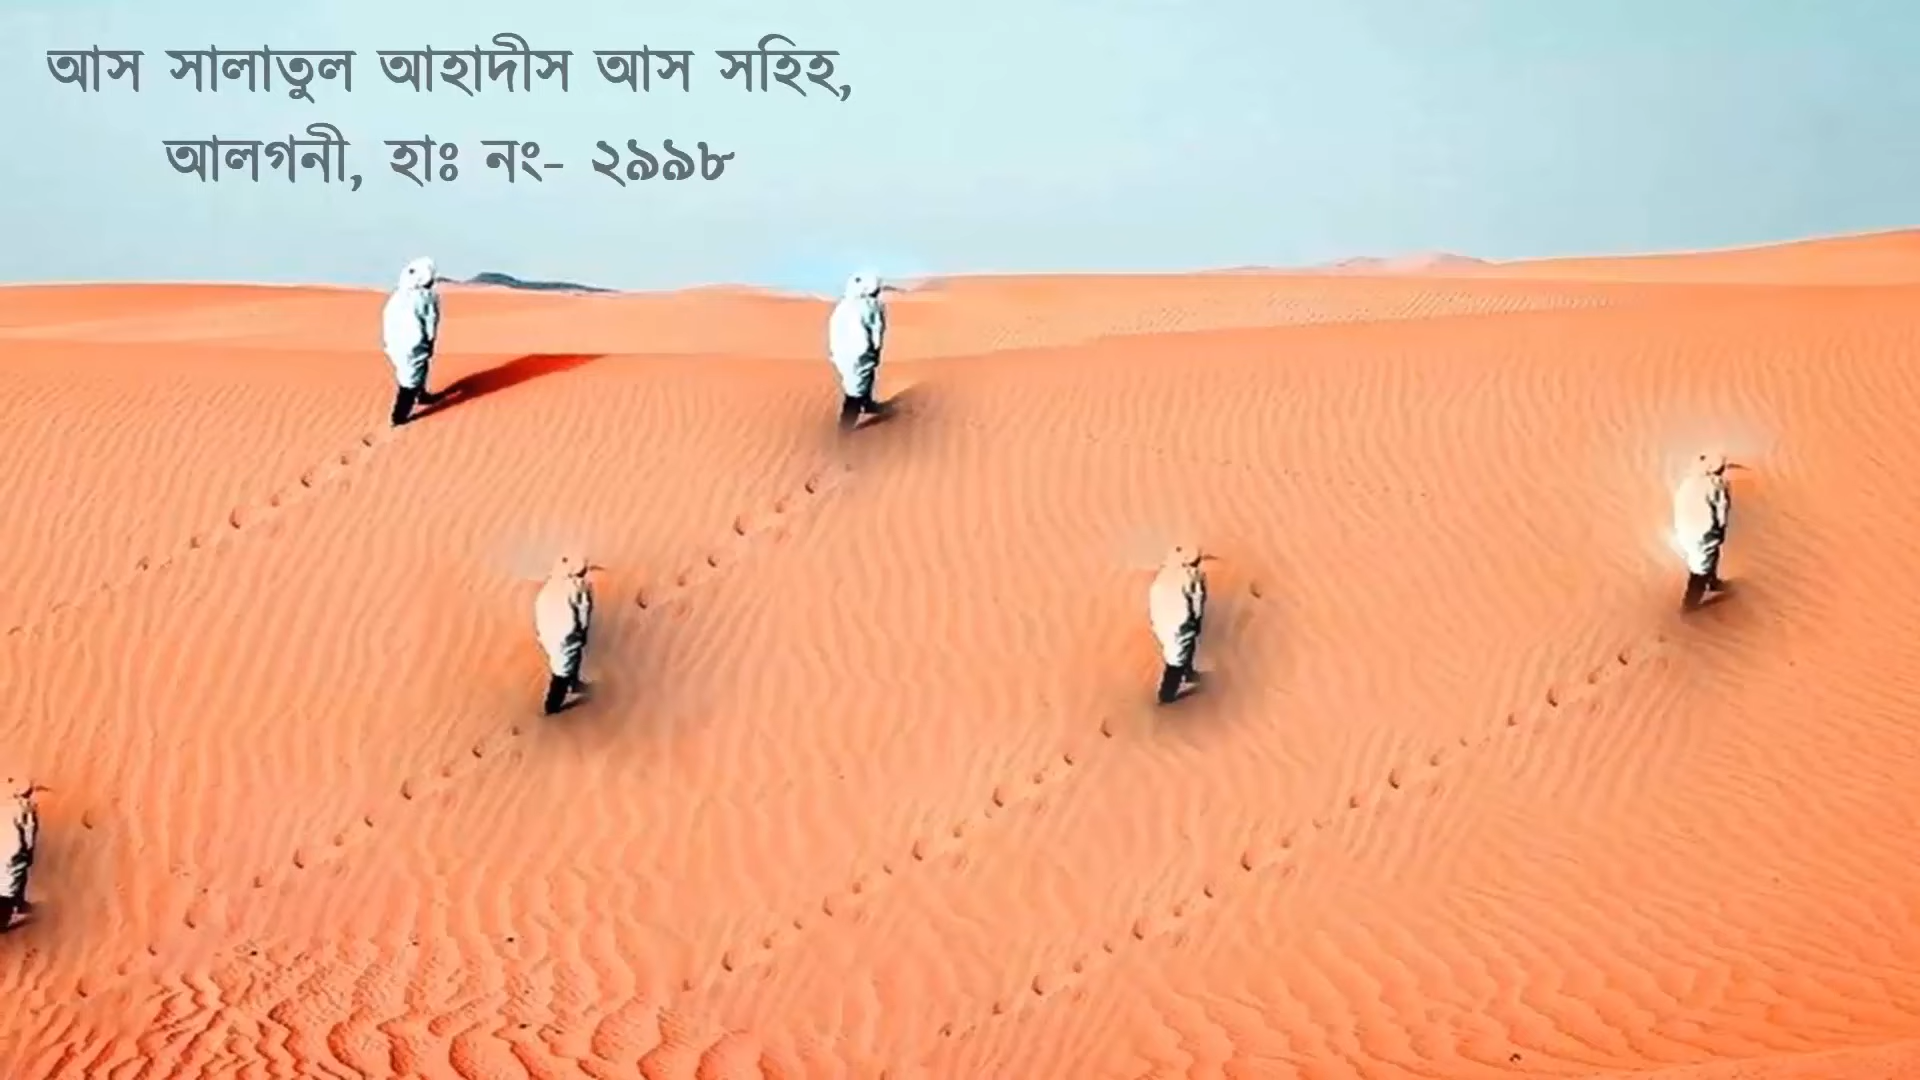 আস সালাতুল আহাদীস আস সহিহ,
আলগনী, হাঃ নং- ২৯৯৮